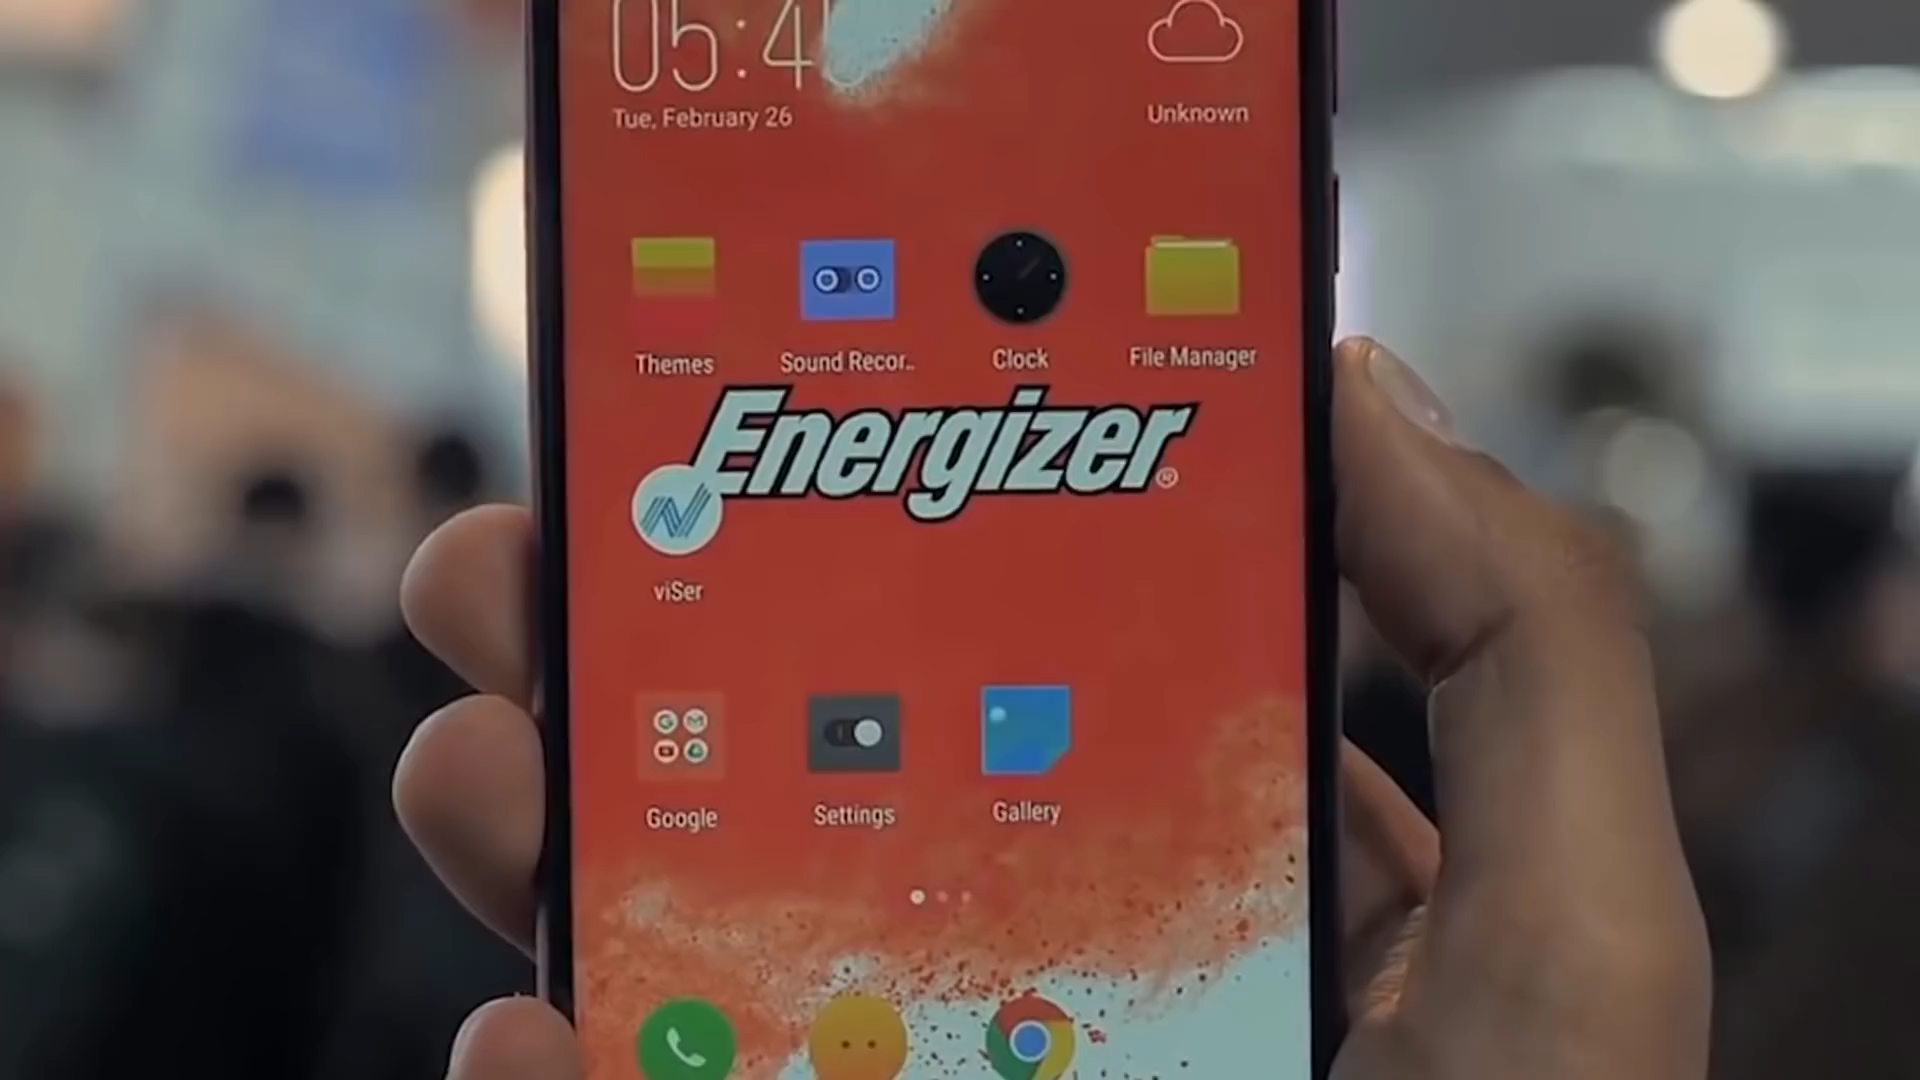 05:4
Tue, February 26
Unknown
Themes
Sound Recor..
Clock
File Manager
Energizer®
viSer
Google
Settings
Gallery